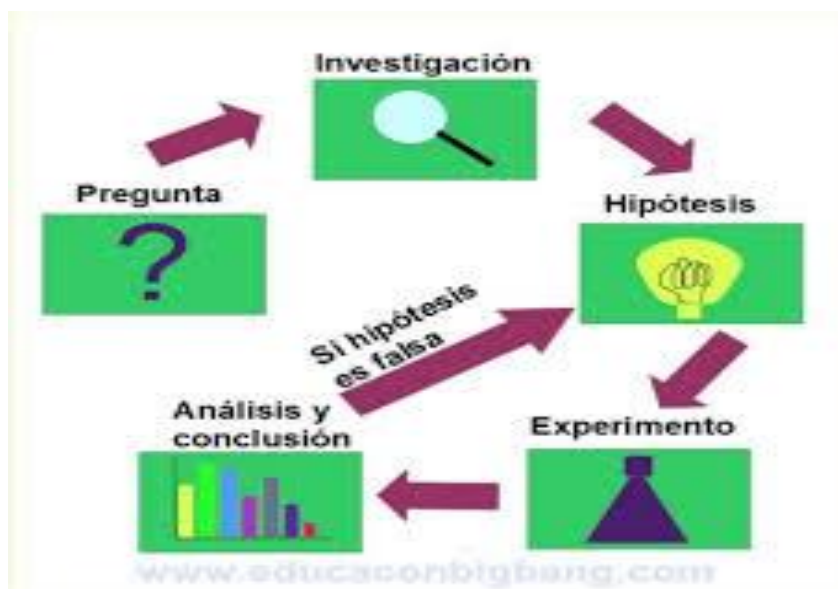 Investigación
Pregunta
Hipótesis
Si hipótesis
es falsa
Análisis y
conclusión
Experimento
?
www.educaconbigbang.com